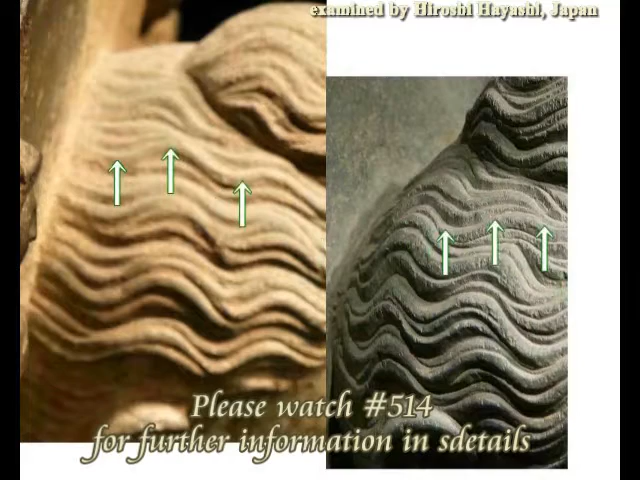 examined by Hiroshi Hayashi, Japan
Please watch #514
for further information in sdetails